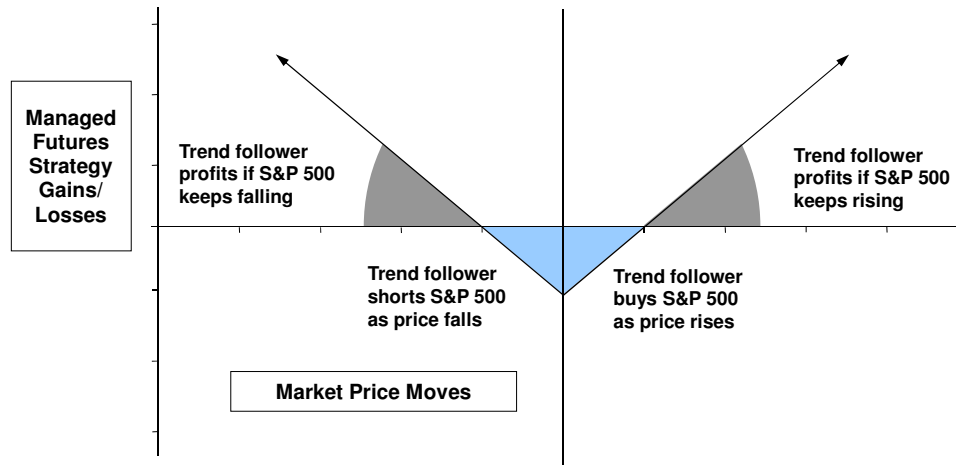 Managed
Futures
Strategy
Gains/
Losses
Trend follower
profits if S&P 500
keeps falling
Trend follower
profits if S&P 500
keeps rising
Trend follower
shorts S&P 500
as price falls
Trend follower
buys S&P 500
as price rises
Market Price Moves